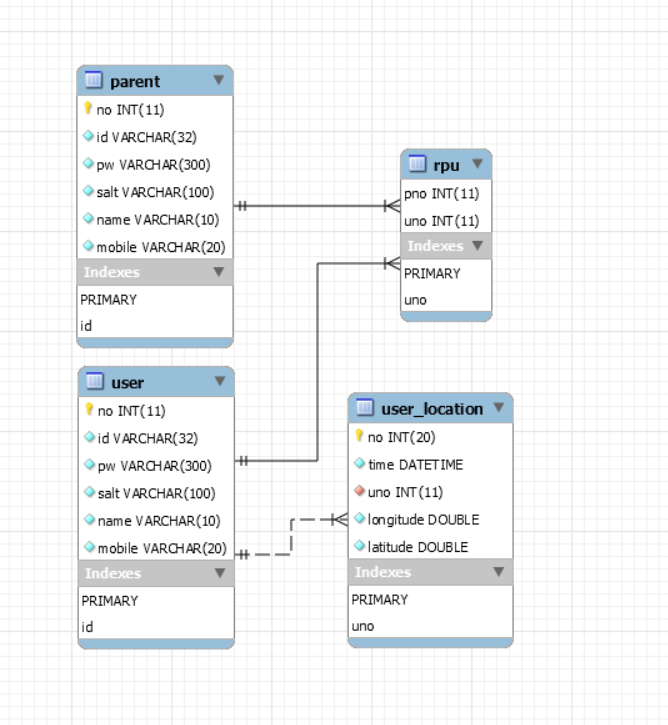 parent
no INT(11)
id VARCHAR(32)
pw VARCHAR(300)
salt VARCHAR(100)
name VARCHAR(10)
mobile VARCHAR(20)
Indexes
PRIMARY
id
rpu
pno INT(11)
uno INT(11)
Indexes
PRIMARY
uno
user
no INT(11)
id VARCHAR(32)
pw VARCHAR(300)
salt VARCHAR(100)
name VARCHAR(10)
mobile VARCHAR(20)
Indexes
PRIMARY
id
user_location
no INT(20)
time DATETIME
uno INT(11)
longitude DOUBLE
latitude DOUBLE
Indexes
PRIMARY
uno